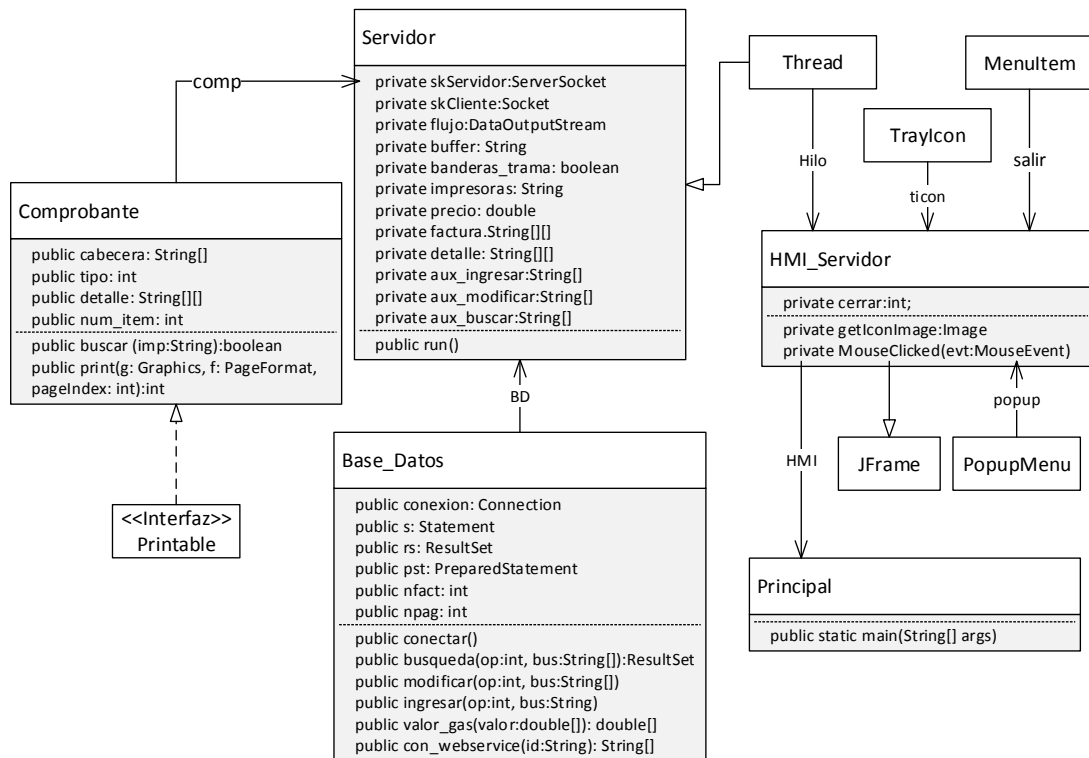 Servidor
private skServidor:ServerSocket
private skCliente:Socket
private flujo:DataOutputStream
private buffer: String
private banderas_trama: boolean
private impresoras: String
private precio: double
private factura.String[][]
private detalle: String[][]
private aux_ingresar:String[]
private aux_modificar:String[]
private aux_buscar:String[]
public run()
comp
Comprobante
public cabecera: String[]
public tipo: int
public detalle: String[][]
public num_item: int
public buscar (imp:String):boolean
public print(g: Graphics, f: PageFormat,
pageIndex: int):int
<<Interfaz>>
Printable
BD
Base_Datos
public conexion: Connection
public s: Statement
public rs: ResultSet
public pst: PreparedStatement
public nfact: int
public npag: int
public conectar()
public busqueda(op:int, bus:String[]):ResultSet
public modificar(op:int, bus:String[])
public ingresar(op:int, bus:String)
public valor_gas(valor:double[]): double[]
public con_webservice(id:String): String[]
Thread
MenuItem
TrayIcon
Hilo
ticon
salir
HMI_Servidor
private cerrar:int;
private getIconImage:Image
private MouseClicked(evt:MouseEvent)
popup
HMI
JFrame
PopupMenu
Principal
public static main(String[] args)